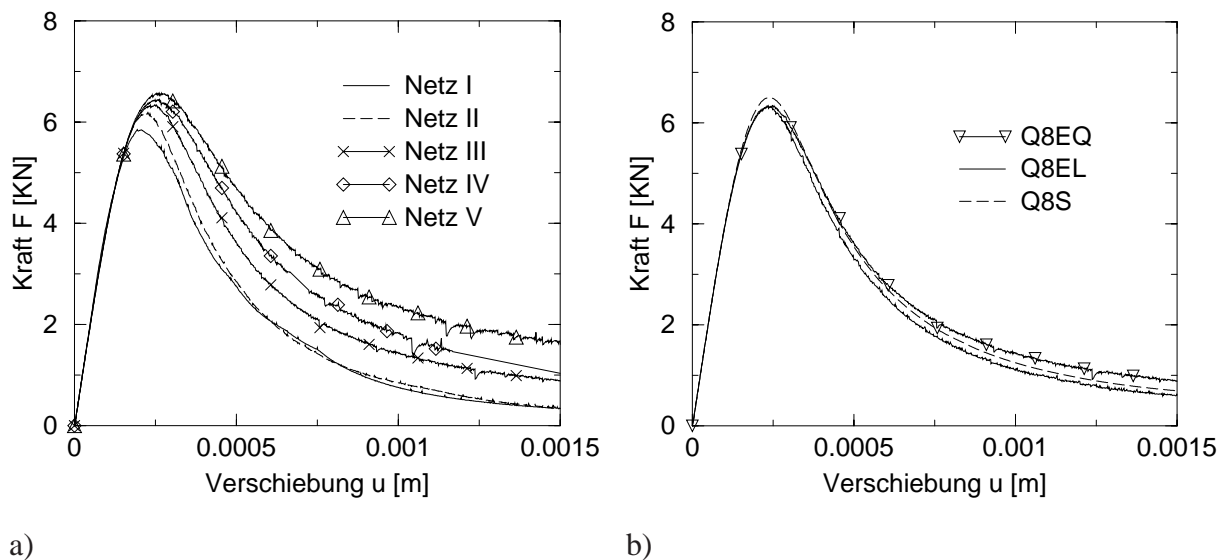 8
6
4
2
0
Kraft F [KN]
0
0.0005
0.001
0.0015
Verschiebung u [m]
Netz I
Netz II
Netz III
Netz IV
Netz V
a)
8
6
4
2
0
Kraft F [KN]
0
0.0005
0.001
0.0015
Verschiebung u [m]
Q8EQ
Q8EL
Q8S
b)